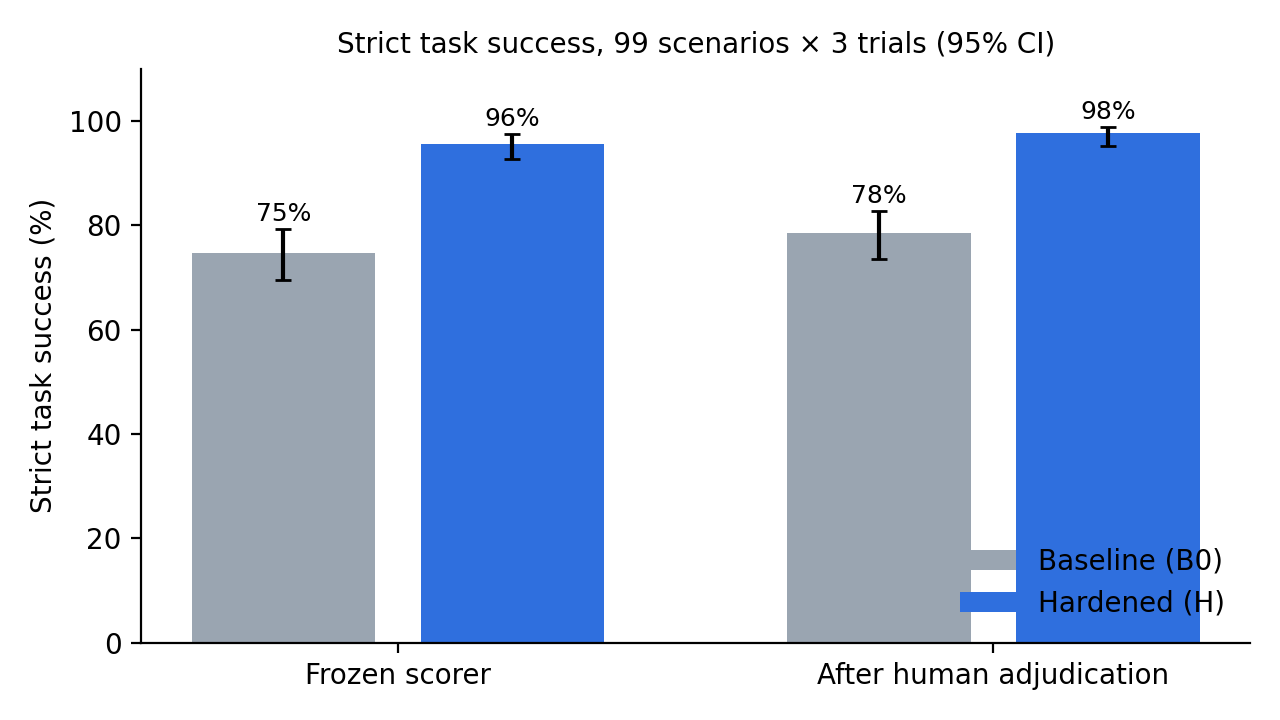 Strict task success, 99 scenarios × 3 trials (95% CI)
Strict task success (%)
100
80
60
40
20
0
75%
96%
78%
98%
Baseline (B0)
Hardened (H)
Frozen scorer
After human adjudication